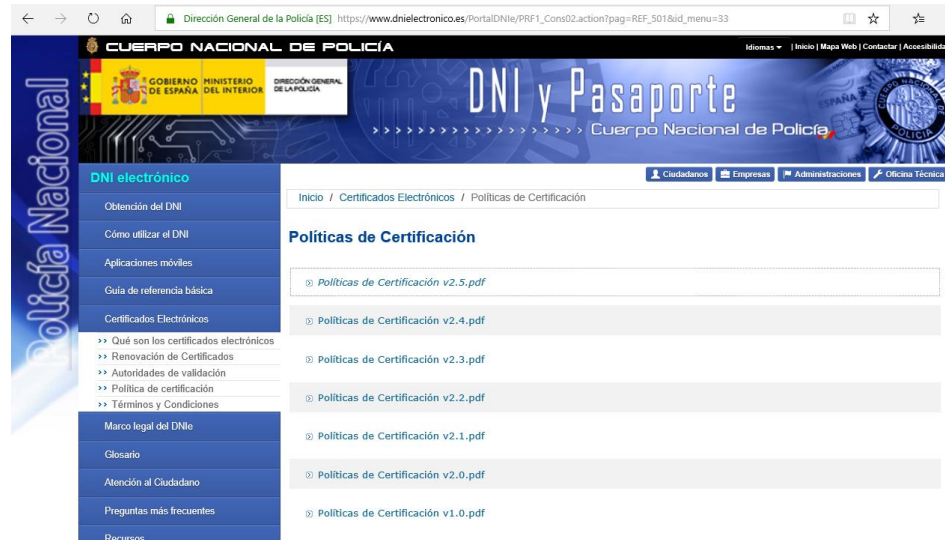 Dirección General de la Policía [ES] https://www.dnielectronico.es/PortalDNIe/PRF1_Cons02.action?pag=REF_501&id_menu=33
CUERPO NACIONAL DE POLICÍA
Idiomas | Inicio | Mapa Web | Contactar |
GOBIERNO DE ESPAÑA
MINISTERIO DEL INTERIOR
DIRECCIÓN GENERAL DE LA POLICÍA
DNI y Pasaporte
>>>>>>>>>>>>>>>>>>> Cuerpo Nacional de Policía
ESPAÑA
POLICIA
Policía Nacional
Ciudadanos Empresas Administraciones Oficina Técnica
DNI electrónico
Obtención del DNI
Cómo utilizar el DNI
Aplicaciones móviles
Guia de referencia básica
Certificados Electrónicos
>> Qué son los certificados electrónicos
>> Renovación de Certificados
>> Autoridades de validación
>> Política de certificación
>> Términos y Condiciones
Marco legal del DNIe
Glosario
Atención al Ciudadano
Preguntas más frecuentes
Recursos
Inicio / Certificados Electrónicos / Políticas de Certificación
Políticas de Certificación
Políticas de Certificación v2.5.pdf
Políticas de Certificación v2.4.pdf
Políticas de Certificación v2.3.pdf
Políticas de Certificación v2.2.pdf
Políticas de Certificación v2.1.pdf
Políticas de Certificación v2.0.pdf
Políticas de Certificación v1.0.pdf